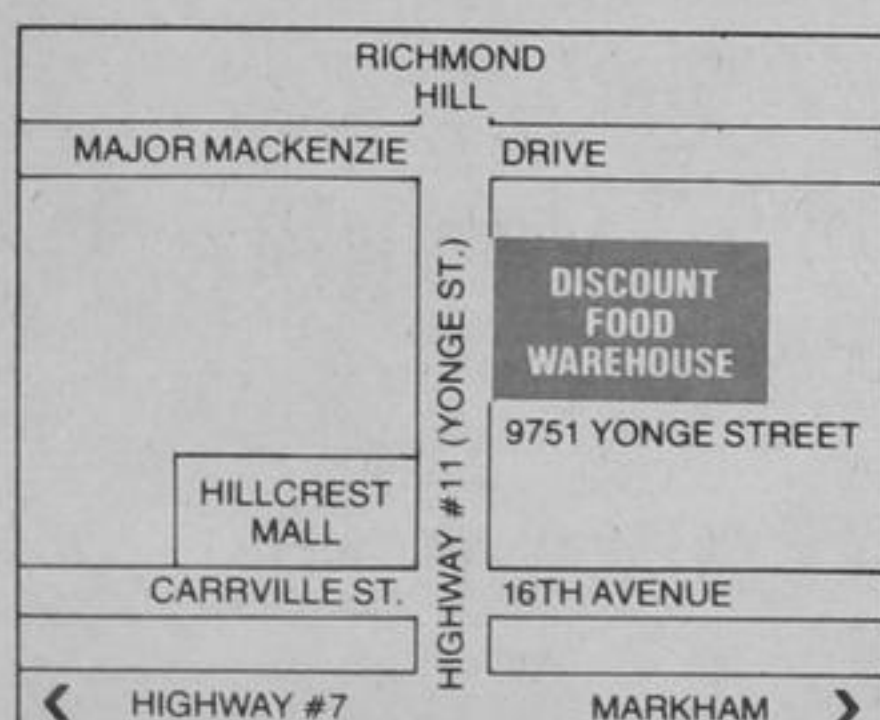 RICHMOND
HILL
MAJOR MACKENZIE
DRIVE
HIGHWAY #11 (YONGE ST.)
DISCOUNT
FOOD
WAREHOUSE
9751 YONGE STREET
HILLCREST
MALL
CARRVILLE ST.
16TH AVENUE
HIGHWAY #7
MARKHAM